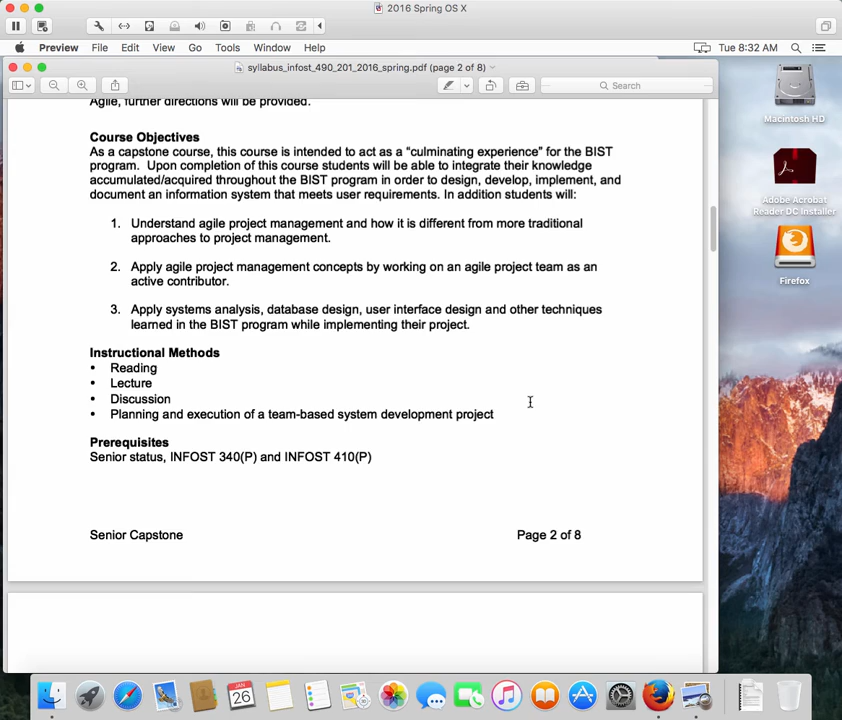 2016 Spring OS X
Preview File Edit View Go Tools Window Help
Tue 8:32 AM
syllabus_infost_490_201_2016_spring.pdf (page 2 of 8)
Search
Agile, further directions will be provided.
Course Objectives
As a capstone course, this course is intended to act as a “culminating experience” for the BIST
program. Upon completion of this course students will be able to integrate their knowledge
accumulated/acquired throughout the BIST program in order to design, develop, implement, and
document an information system that meets user requirements. In addition students will:
1. Understand agile project management and how it is different from more traditional
approaches to project management.
2. Apply agile project management concepts by working on an agile project team as an
active contributor.
3. Apply systems analysis, database design, user interface design and other techniques
learned in the BIST program while implementing their project.
Instructional Methods
• Reading
• Lecture
• Discussion
• Planning and execution of a team-based system development project
Prerequisites
Senior status, INFOST 340(P) and INFOST 410(P)
Senior Capstone Page 2 of 8
Macintosh HD
Adobe Acrobat
Reader DC Installer
Firefox
JAN
26